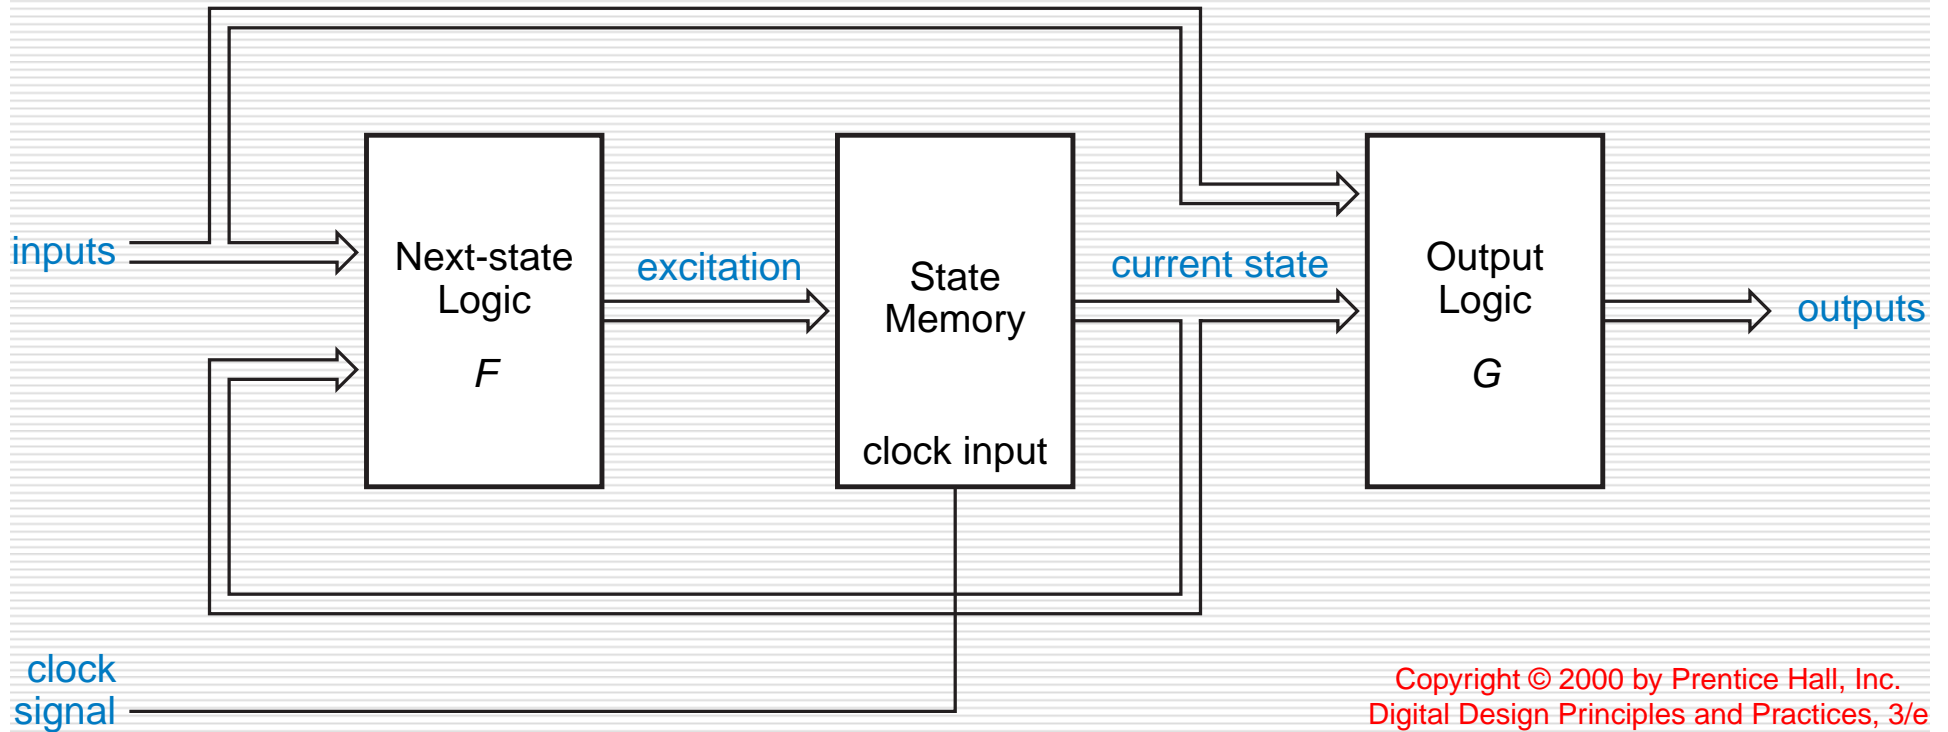 inputs
Next-state
Logic
F
excitation
State
Memory
clock input
current state
Output
Logic
G
outputs
clock
signal
Copyright © 2000 by Prentice Hall, Inc.
Digital Design Principles and Practices, 3/e